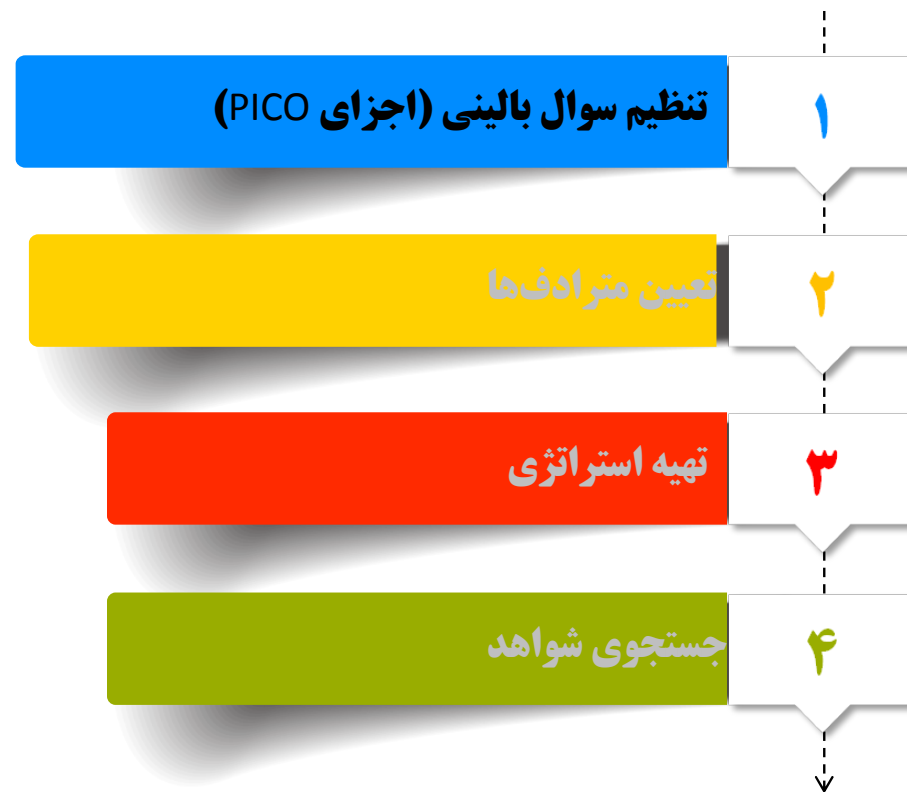 ۱
تنظیم سوال بالینی (اجزای PICO)
۲
تعیین مترادف‌ها
۳
تهیه استراتژی
۴
جستجوی شواهد